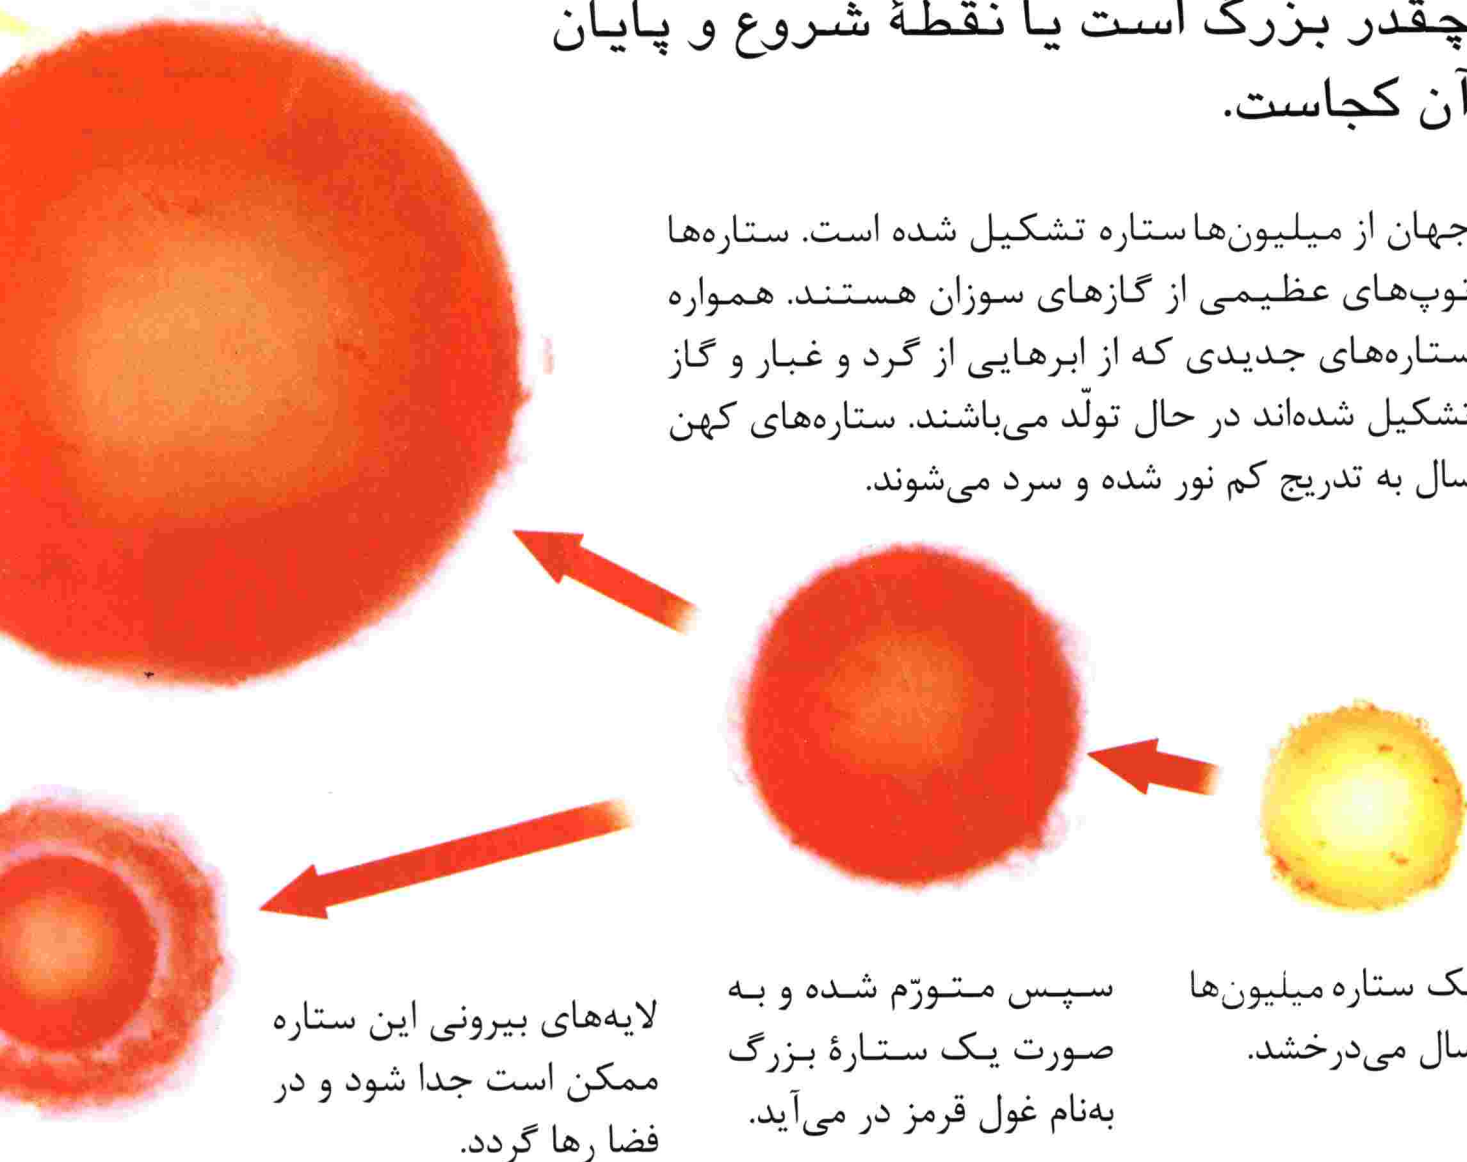 چقدر بزرگ است یا نقطهٔ شروع و پایان
آن کجاست.
جهان از میلیون‌ها ستاره تشکیل شده است. ستاره‌ها
توپ‌های عظیمی از گازهای سوزان هستند. همواره
ستاره‌های جدیدی که از ابرهایی از گرد و غبار و گاز
تشکیل شده‌اند در حال تولّد می‌باشند. ستاره‌های کهن
سال به تدریج کم نور شده و سرد می‌شوند.
یک ستاره میلیون‌ها
سال می‌درخشد.
سپس متورّم شده و به
صورت یک ستارهٔ بزرگ
به‌نام غول قرمز در می‌آید.
لایه‌های بیرونی این ستاره
ممکن است جدا شود و در
فضا رها گردد.